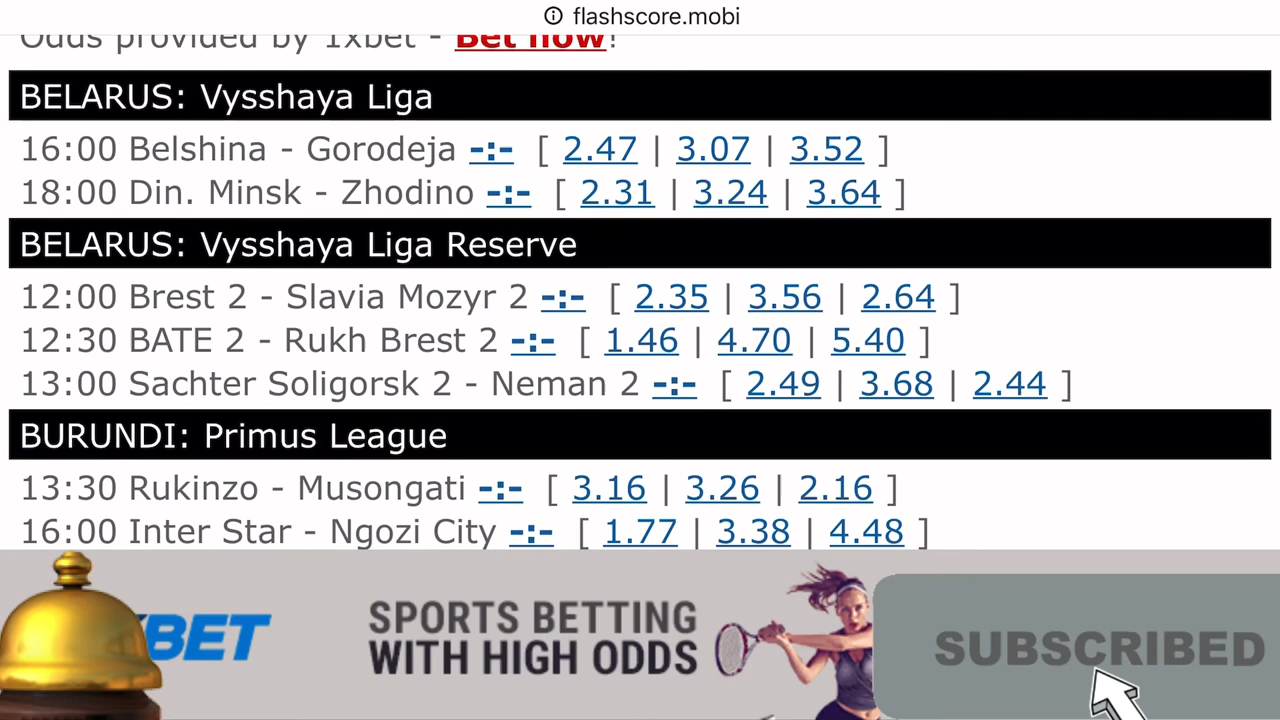 flashscore.mobi
Odds provided by 1xbet - Bet now!
BELARUS: Vysshaya Liga
16:00 Belshina - Gorodeja -:- [ 2.47 | 3.07 | 3.52 ]
18:00 Din. Minsk - Zhodino -:- [ 2.31 | 3.24 | 3.64 ]
BELARUS: Vysshaya Liga Reserve
12:00 Brest 2 - Slavia Mozyr 2 -:- [ 2.35 | 3.56 | 2.64 ]
12:30 BATE 2 - Rukh Brest 2 -:- [ 1.46 | 4.70 | 5.40 ]
13:00 Sachter Soligorsk 2 - Neman 2 -:- [ 2.49 | 3.68 | 2.44 ]
BURUNDI: Primus League
13:30 Rukinzo - Musongati -:- [ 3.16 | 3.26 | 2.16 ]
16:00 Inter Star - Ngozi City -:- [ 1.77 | 3.38 | 4.48 ]
BET
SPORTS BETTING
WITH HIGH ODDS
SUBSCRIBED